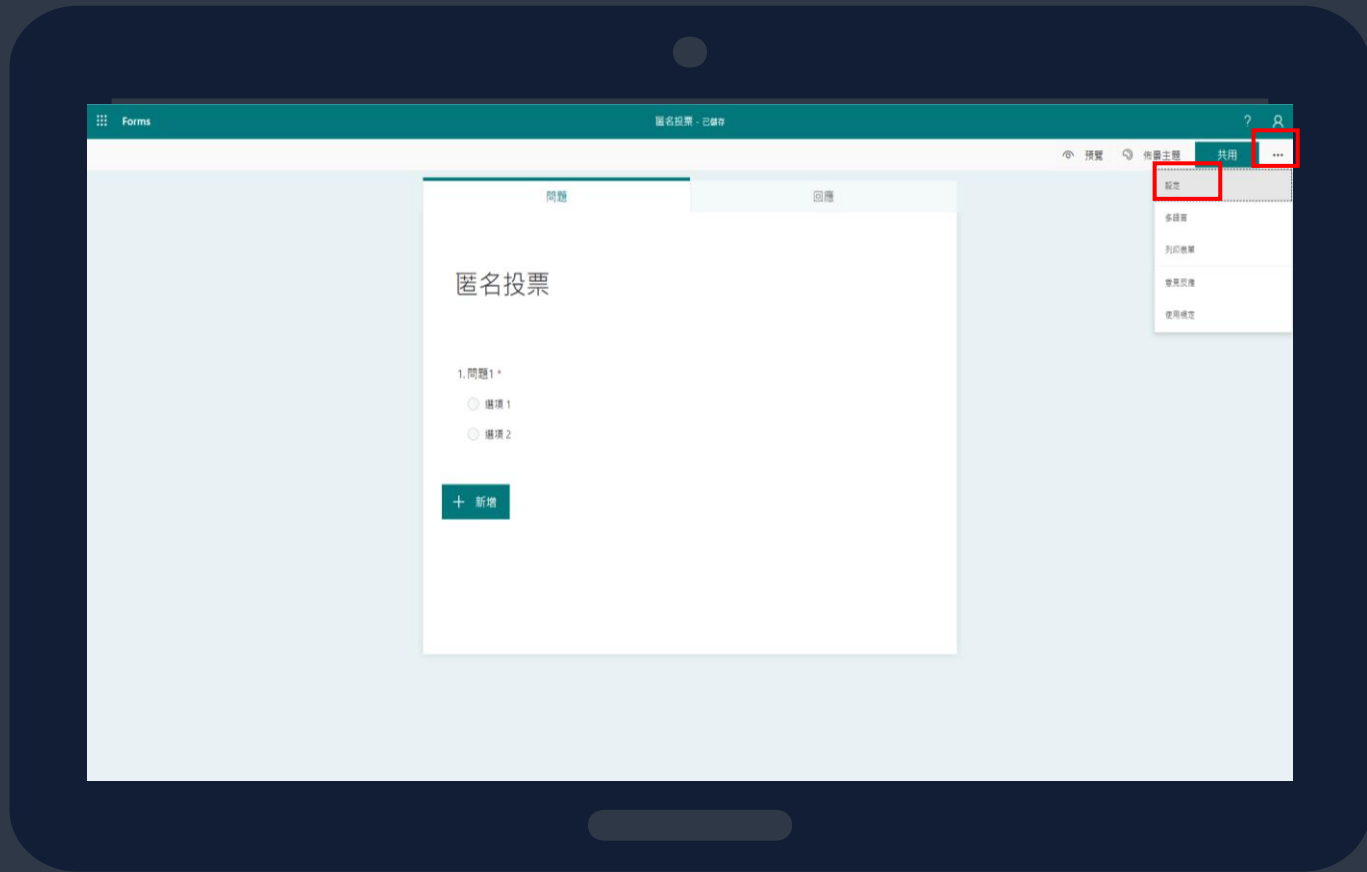 Forms
匿名投票 - 已儲存
?
預覽
佈景主題
共用
...
設定
多語言
列印表單
意見反應
使用規定
問題
回應
匿名投票
1. 問題1 *
選項 1
選項 2
+ 新增